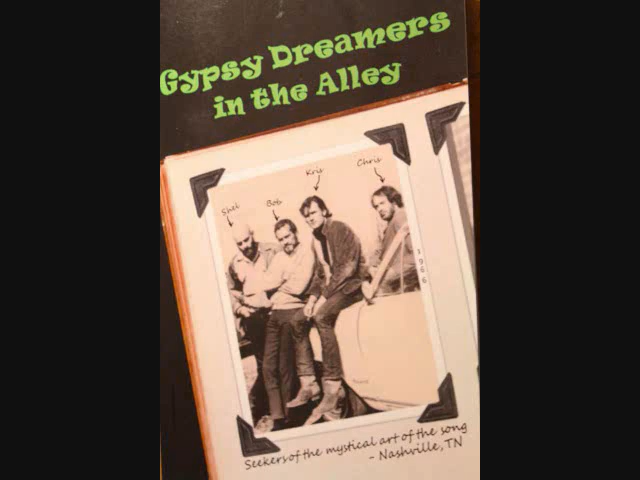 Gypsy Dreamers
in the Alley
Shel
Bob
Kris
Chris
1966
Seekers of the mystical art of the song
- Nashville, TN